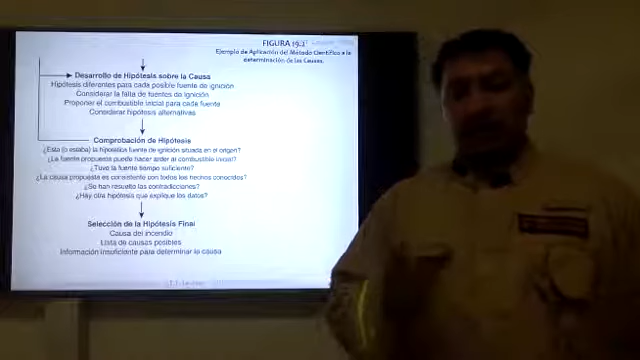 FIGURA 19.2
Ejemplo de Aplicación del Método Científico a la
determinación de las Causas.
Desarrollo de Hipótesis sobre la Causa
Hipótesis diferentes para cada posible fuente de ignición
Considerar la falta de fuentes de ignición
Proponer el combustible inicial para cada fuente
Considerar hipótesis alternativas
Comprobación de Hipótesis
¿Esta (o estaba) la hipotética fuente de ignición situada en el origen?
¿La fuente propuesta puede hacer arder al combustible inicial?
¿Tuvo la fuente tiempo suficiente?
¿La causa propuesta es consistente con todos los hechos conocidos?
¿Se han resuelto las contradicciones?
¿Hay otra hipótesis que explique los datos?
Selección de la Hipótesis Final
Causa del incendio
Lista de causas posibles
Información insuficiente para determinar la causa